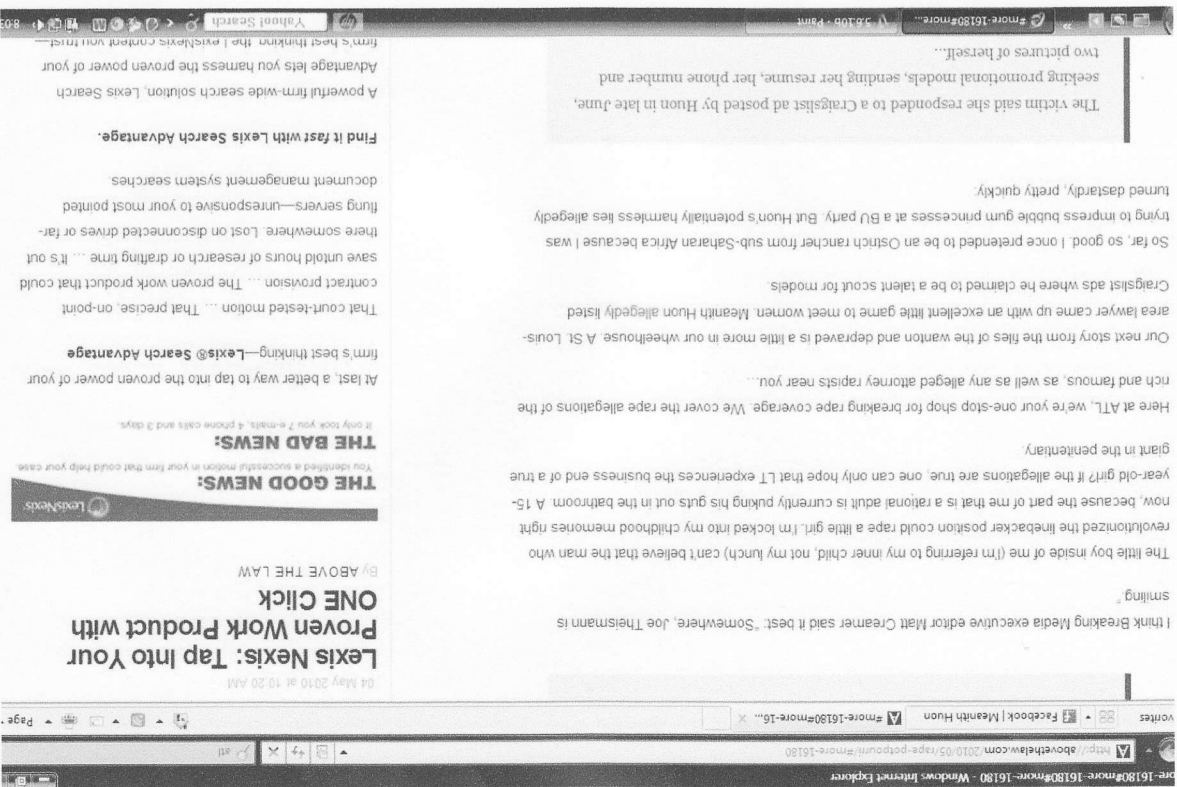 ore-16180#more-16180#more-16180 - Windows Internet Explorer
http://abovethelaw.com/2010/05/rape-potpourri/#more-16180
atl
vorites
Facebook | Meanith Huon
#more-16180#more-16...
Page
I think Breaking Media executive editor Matt Creamer said it best: "Somewhere, Joe Theismann is
smiling."
The little boy inside of me (I'm referring to my inner child, not my lunch) can't believe that the man who
revolutionized the linebacker position could rape a little girl. I'm locked into my childhood memories right
now, because the part of me that is a rational adult is currently puking his guts out in the bathroom. A 15-
year-old girl? If the allegations are true, one can only hope that LT experiences the business end of a true
giant in the penitentiary.
Here at ATL, we're your one-stop shop for breaking rape coverage. We cover the rape allegations of the
rich and famous, as well as any alleged attorney rapists near you...
Our next story from the files of the wanton and depraved is a little more in our wheelhouse. A St. Louis-
area lawyer came up with an excellent little game to meet women. Meanith Huon allegedly listed
Craigslist ads where he claimed to be a talent scout for models.
So far, so good. I once pretended to be an Ostrich rancher from sub-Saharan Africa because I was
trying to impress bubble gum princesses at a BU party. But Huon's potentially harmless lies allegedly
turned dastardly, pretty quickly:
The victim said she responded to a Craigslist ad posted by Huon in late June,
seeking promotional models, sending her resume, her phone number and
two pictures of herself...
04 May 2010 at 10:20 AM
Lexis Nexis: Tap Into Your
Proven Work Product with
ONE Click
By ABOVE THE LAW
LexisNexis
THE GOOD NEWS:
You identified a successful motion in your firm that could help your case
THE BAD NEWS:
It only took you 7 e-mails, 4 phone calls and 3 days.
At last, a better way to tap into the proven power of your
firm's best thinking—Lexis® Search Advantage
That court-tested motion ... That precise, on-point
contract provision ... The proven work product that could
save untold hours of research or drafting time ... it's out
there somewhere. Lost on disconnected drives or far-
flung servers—unresponsive to your most pointed
document management system searches.
Find it fast with Lexis Search Advantage.
A powerful firm-wide search solution, Lexis Search
Advantage lets you harness the proven power of your
firm's best thinking, the LexisNexis content you trust—
#more-16180#more...
5.6.10b - Paint
Yahoo! Search
8:03